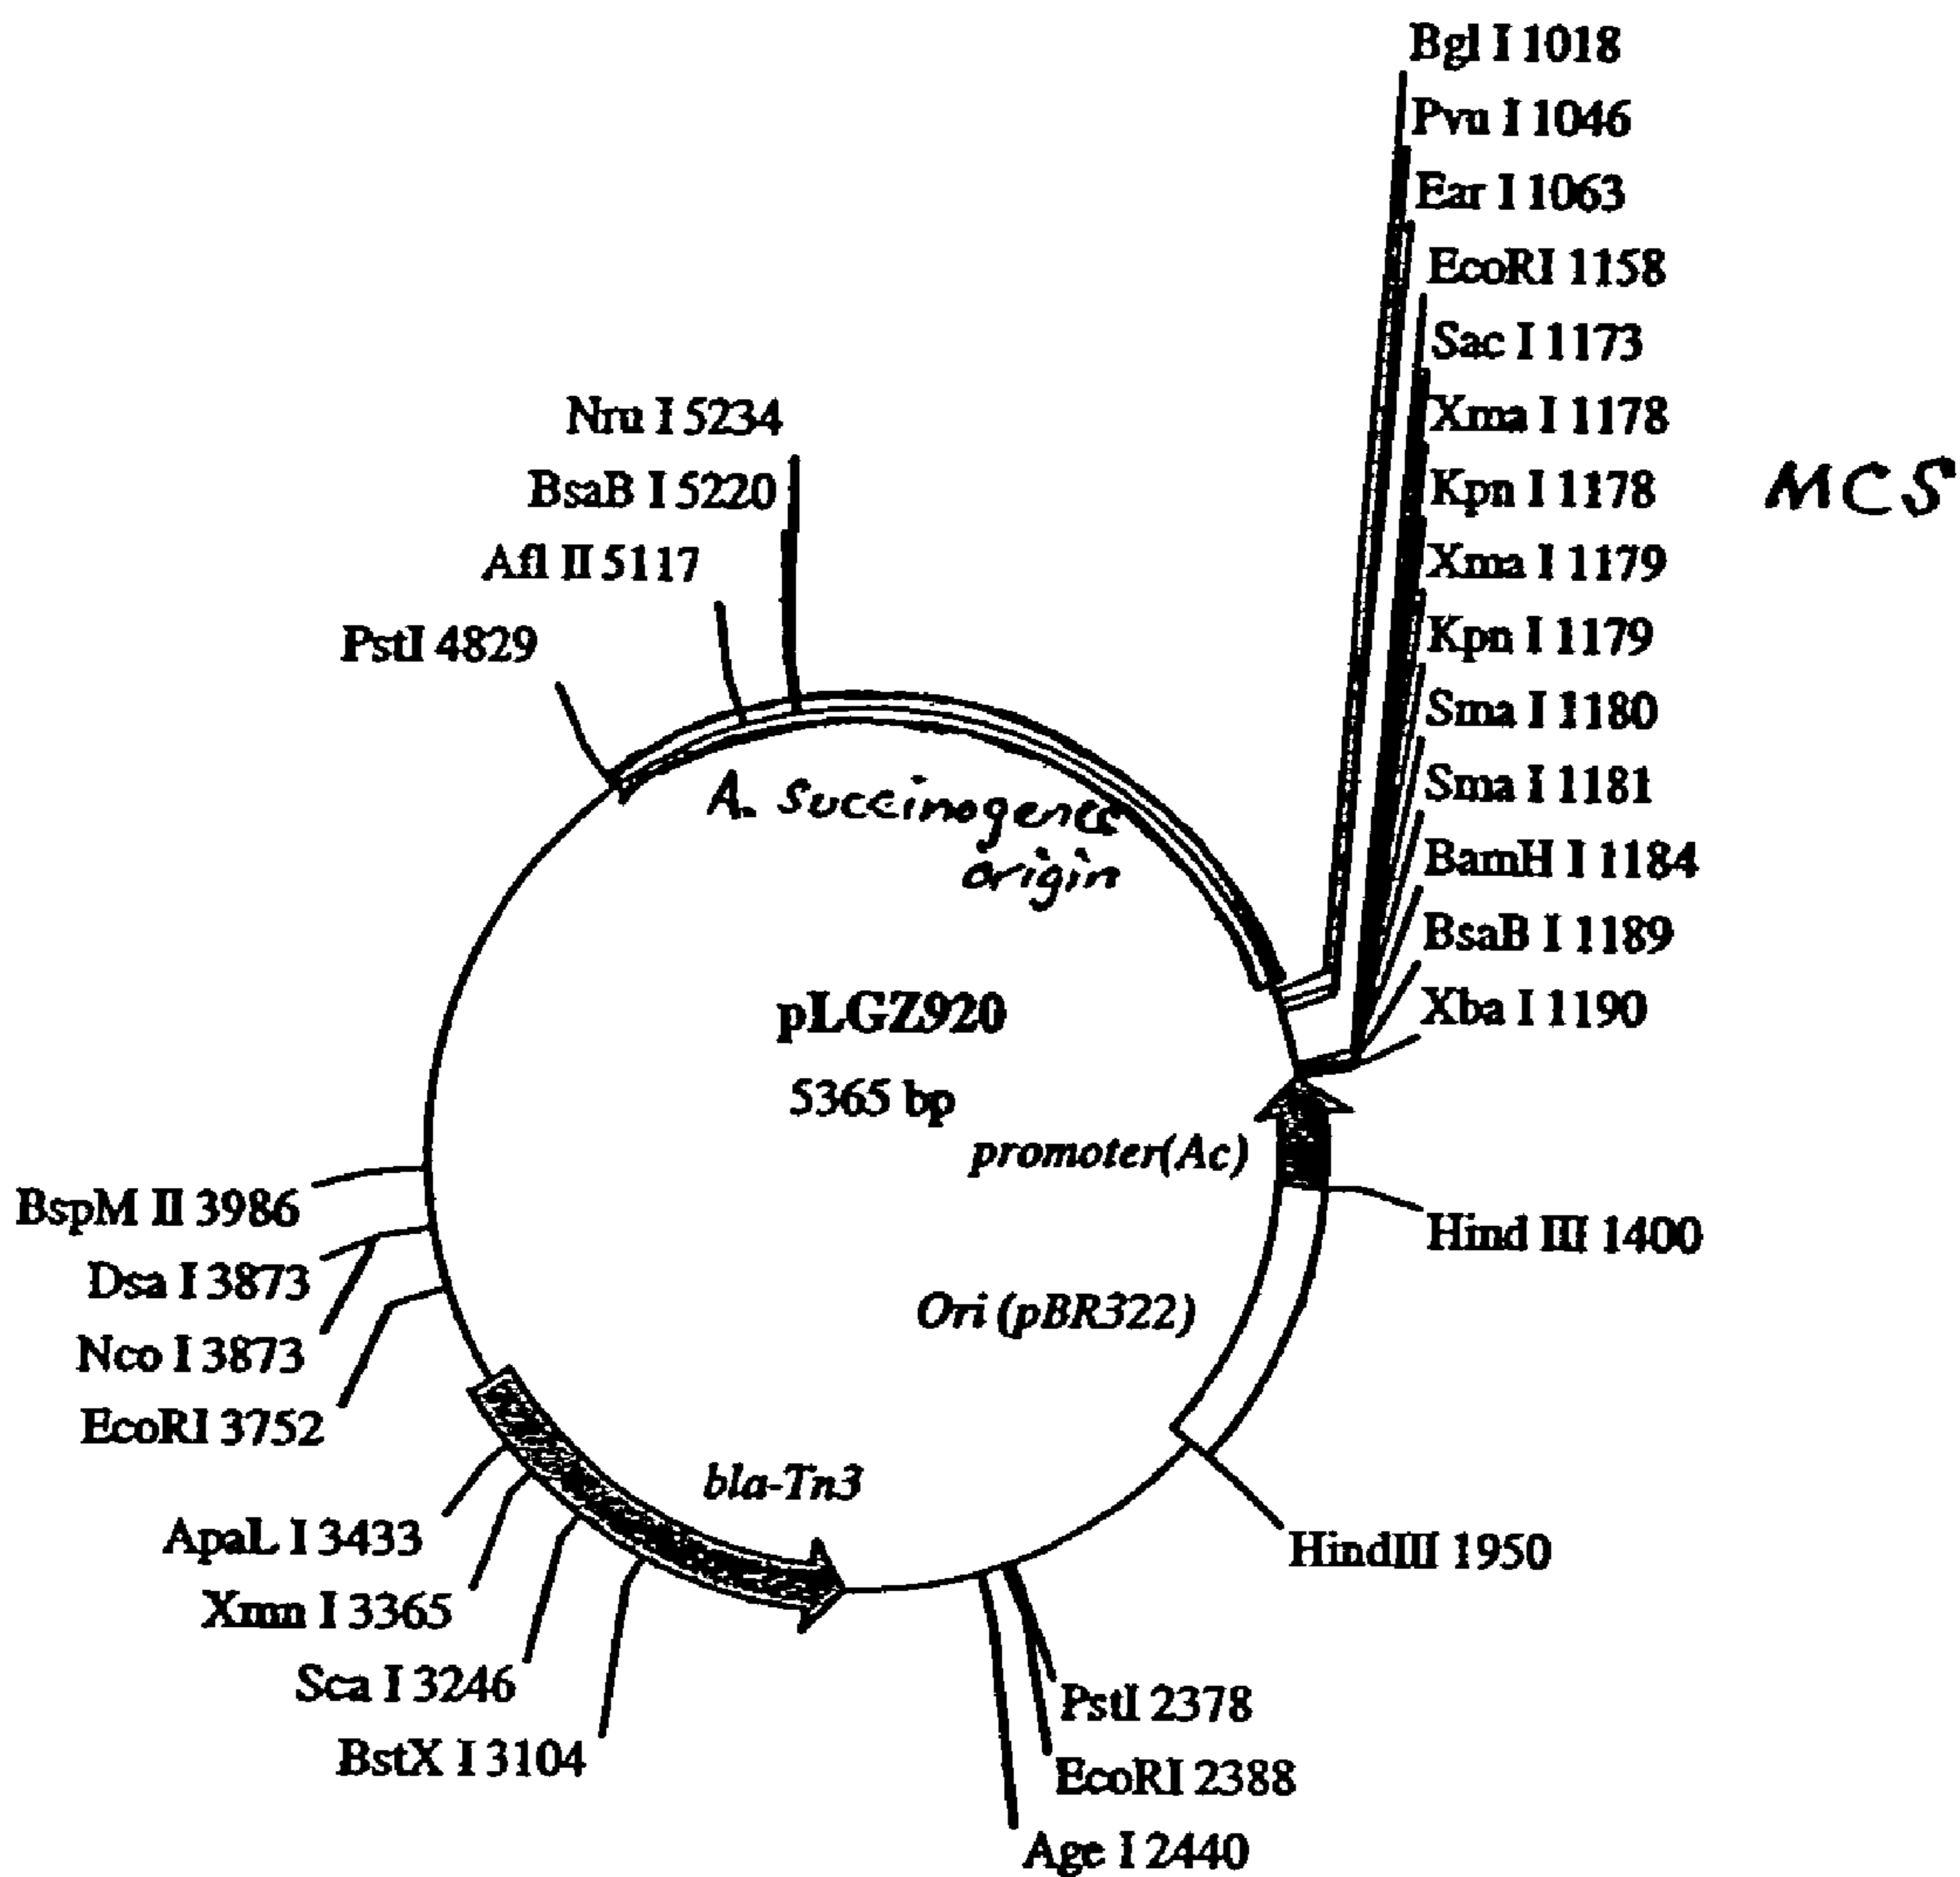 Bgl I 1018
Pvu I 1046
Ear I 1063
EcoRI 1158
Sac I 1173
Xma I 1178
Kpn I 1178
Xma I 1179
Kpn I 1179
Sma I 1180
Sma I 1181
BamH I 1184
BsaB I 1189
Xba I 1190
MCS
Nru I 5234
BsaB I 5220
Afl II 5117
PstI 4829
A. Succinogenes
origin
pLGZ920
5365 bp
promoter(Ac)
Hind III 1400
Ori (pBR322)
HindIII 1950
BspM II 3986
Dsa I 3873
Nco I 3873
EcoRI 3752
bla-Tn3
ApaL I 3433
Xmn I 3365
Sca I 3246
BstX I 3104
PstI 2378
EcoRI 2388
Age I 2440